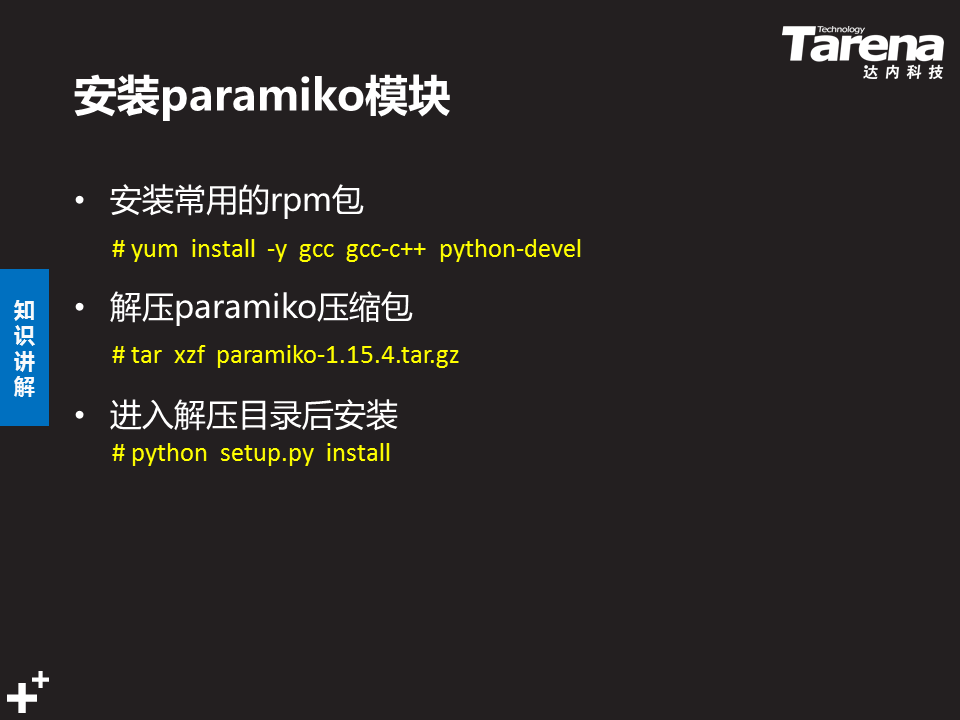 Technology
Tarena
达内科技
安装paramiko模块
• 安装常用的rpm包
# yum install -y gcc gcc-c++ python-devel
• 解压paramiko压缩包
# tar xzf paramiko-1.15.4.tar.gz
• 进入解压目录后安装
# python setup.py install
知识讲解